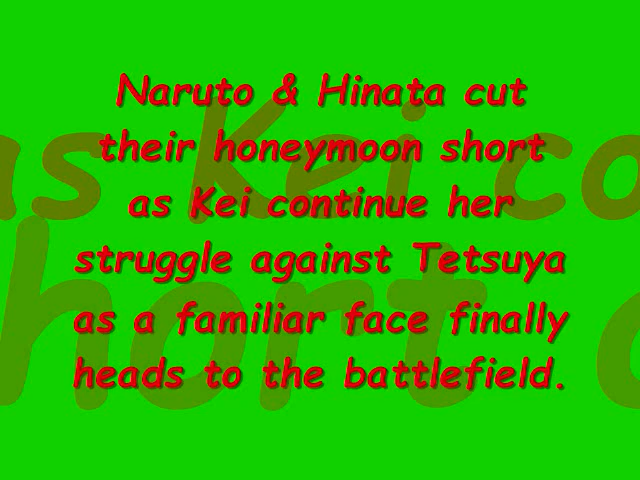 Naruto & Hinata cut
their honeymoon short
as Kei continue her
struggle against Tetsuya
as a familiar face finally
heads to the battlefield.